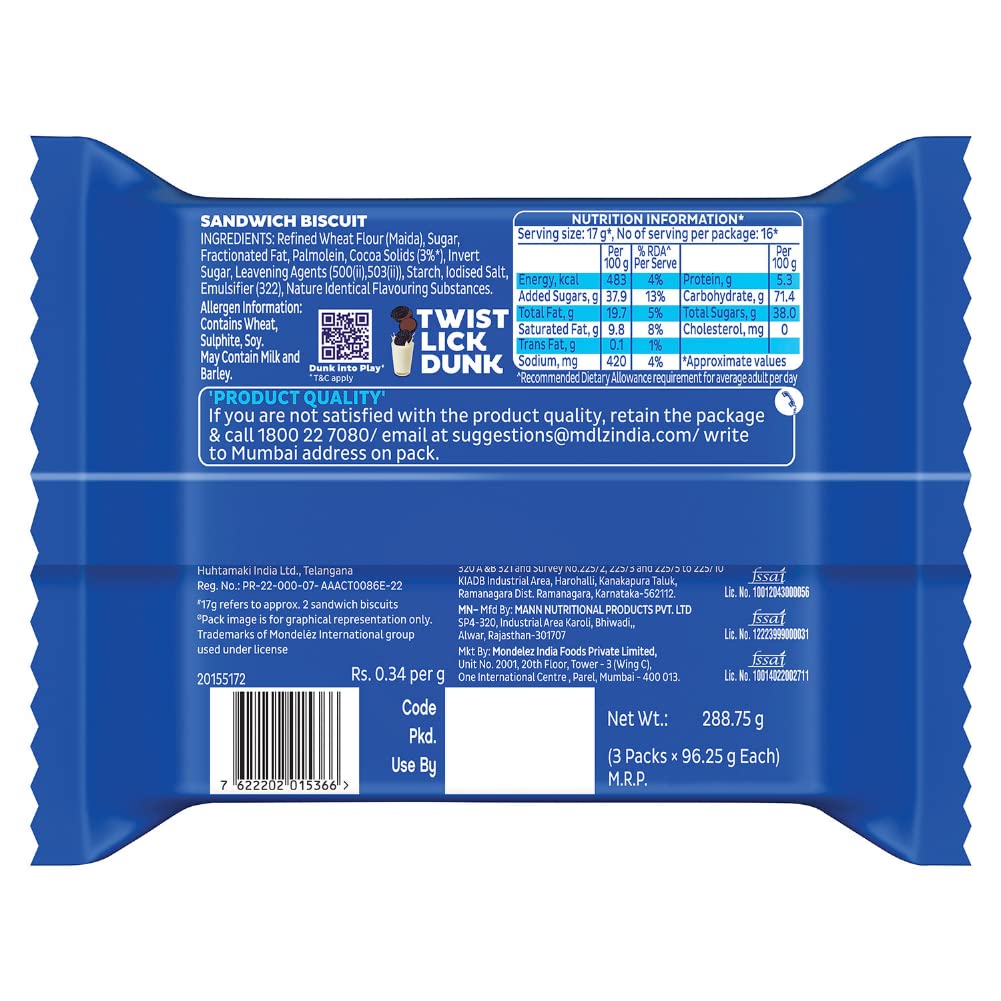 SANDWICH BISCUIT
INGREDIENTS: Refined Wheat Flour (Maida), Sugar,
Fractionated Fat, Palmolein, Cocoa Solids (3%*), Invert
Sugar, Leavening Agents (500(ii),503(ii)), Starch, Iodised Salt,
Emulsifier (322), Nature Identical Flavouring Substances.
Allergen Information:
Contains Wheat,
Sulphite, Soy.
May Contain Milk and
Barley.
Dunk into Play*
*T&C apply
TWIST
LICK
DUNK
NUTRITION INFORMATION*
Serving size: 17 g*, No of serving per package: 16*
Per 100 g % RDA^ Per Serve Per 100 g
Energy, kcal 483 4% Protein, g 5.3
Added Sugars, g 37.9 13% Carbohydrate, g 71.4
Total Fat, g 19.7 5% Total Sugars, g 38.0
Saturated Fat, g 9.8 8% Cholesterol, mg 0
Trans Fat, g 0.1 1%
Sodium, mg 420 4% *Approximate values
^Recommended Dietary Allowance requirement for average adult per day
'PRODUCT QUALITY'
If you are not satisfied with the product quality, retain the package
& call 1800 22 7080/ email at suggestions@mdlzindia.com/ write
to Mumbai address on pack.
Huhtamaki India Ltd., Telangana
Reg. No.: PR-22-000-07- AAACT0086E-22
#17g refers to approx. 2 sandwich biscuits
@Pack image is for graphical representation only.
Trademarks of Mondelēz International group
used under license
20155172
Rs. 0.34 per g
320 A &B 321 and Survey No.225/2, 225/3 and 225/5 to 225/10
KIADB Industrial Area, Harohalli, Kanakapura Taluk,
Ramanagara Dist. Ramanagara, Karnataka-562112.
MN– Mfd By: MANN NUTRITIONAL PRODUCTS PVT. LTD
SP4-320, Industrial Area Karoli, Bhiwadi,,
Alwar, Rajasthan-301707
Mkt By: Mondelez India Foods Private Limited,
Unit No. 2001, 20th Floor, Tower - 3 (Wing C),
One International Centre , Parel, Mumbai - 400 013.
fssai
Lic. No. 10012043000056
fssai
Lic. No. 12223999000031
fssai
Lic. No. 10014022002711
7 622202 015366 >
Code
Pkd.
Use By
Net Wt.: 288.75 g
(3 Packs × 96.25 g Each)
M.R.P.